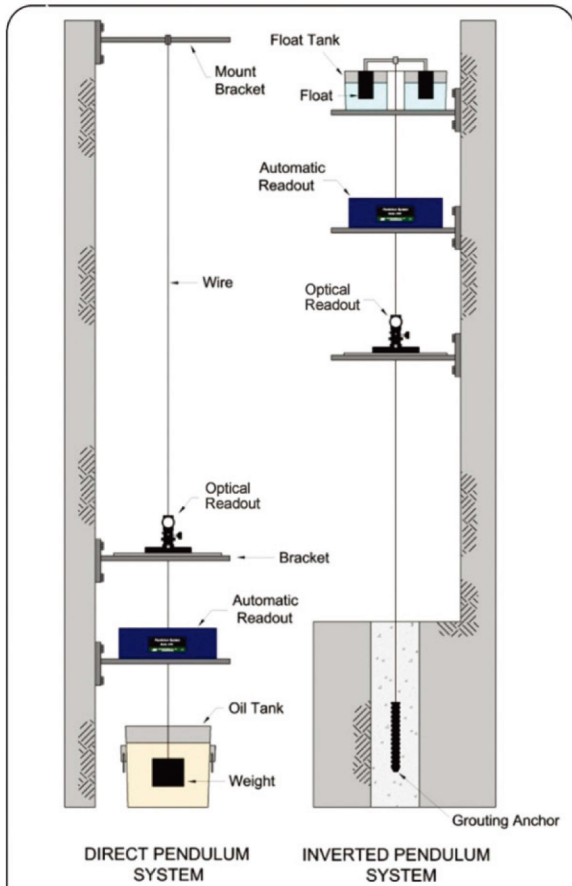 Mount
Bracket
Wire
Optical
Readout
Bracket
Automatic
Readout
Oil Tank
Weight
DIRECT PENDULUM
SYSTEM
Float Tank
Float
Automatic
Readout
Optical
Readout
Grouting Anchor
INVERTED PENDULUM
SYSTEM